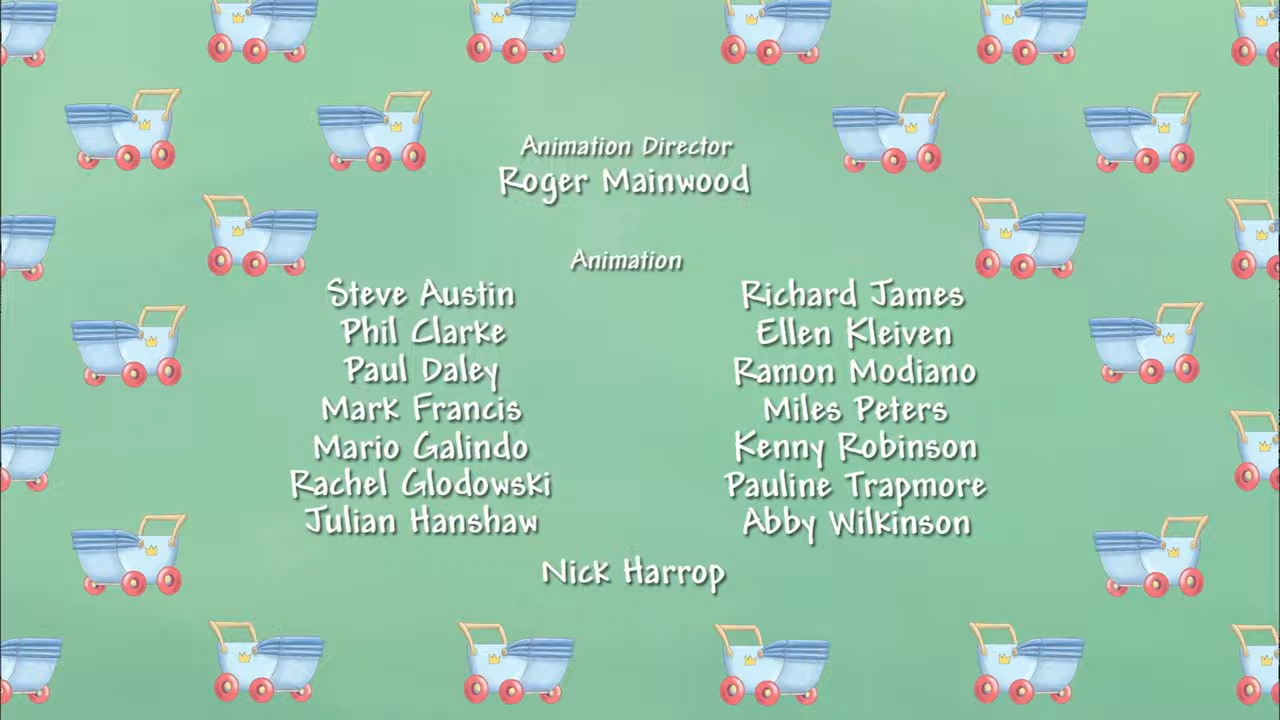 Animation Director
Roger Mainwood
Animation
Steve Austin
Phil Clarke
Paul Daley
Mark Francis
Mario Galindo
Rachel Glodowski
Julian Hanshaw
Richard James
Ellen Kleiven
Ramon Modiano
Miles Peters
Kenny Robinson
Pauline Trapmore
Abby Wilkinson
Nick Harrop